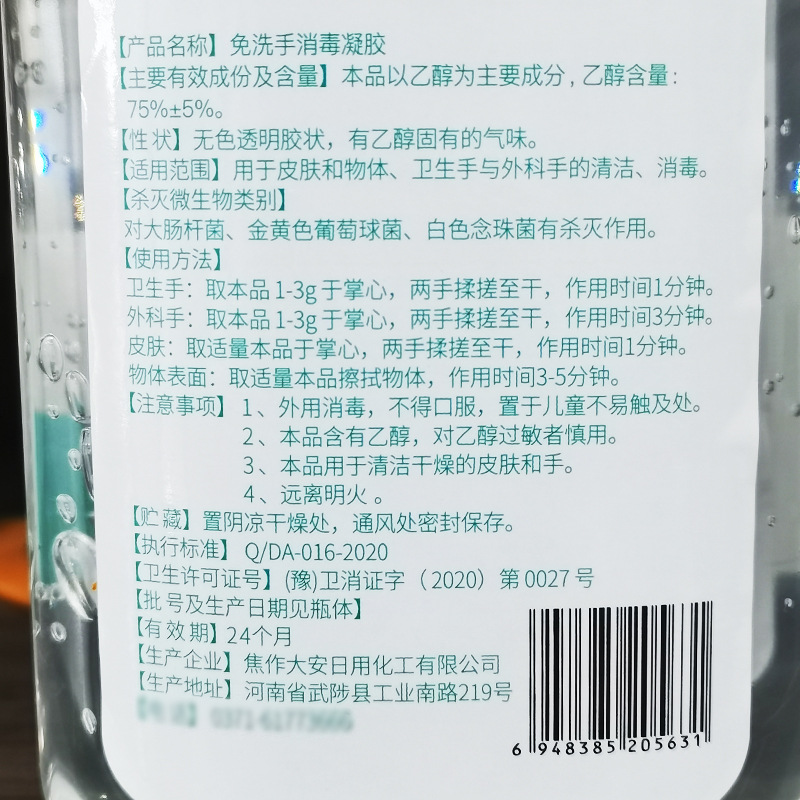 【产品名称】免洗手消毒凝胶
【主要有效成份及含量】本品以乙醇为主要成分，乙醇含量：
75%±5%。
【性状】无色透明胶状，有乙醇固有的气味。
【适用范围】用于皮肤和物体、卫生手与外科手的清洁、消毒。
【杀灭微生物类别】
对大肠杆菌、金黄色葡萄球菌、白色念珠菌有杀灭作用。
【使用方法】
卫生手：取本品1-3g于掌心，两手揉搓至干，作用时间1分钟。
外科手：取本品1-3g于掌心，两手揉搓至干，作用时间3分钟。
皮肤：取适量本品于掌心，两手揉搓至干，作用时间1分钟。
物体表面：取适量本品擦拭物体，作用时间3-5分钟。
【注意事项】1、外用消毒，不得口服，置于儿童不易触及处。
2、本品含有乙醇，对乙醇过敏者慎用。
3、本品用于清洁干燥的皮肤和手。
4、远离明火。
【贮藏】置阴凉干燥处，通风处密封保存。
【执行标准】Q/DA-016-2020
【卫生许可证号】(豫)卫消证字（2020）第0027号
【批号及生产日期见瓶体】
【有效期】24个月
【生产企业】焦作大安日用化工有限公司
【生产地址】河南省武陟县工业南路219号
6 948385 205631